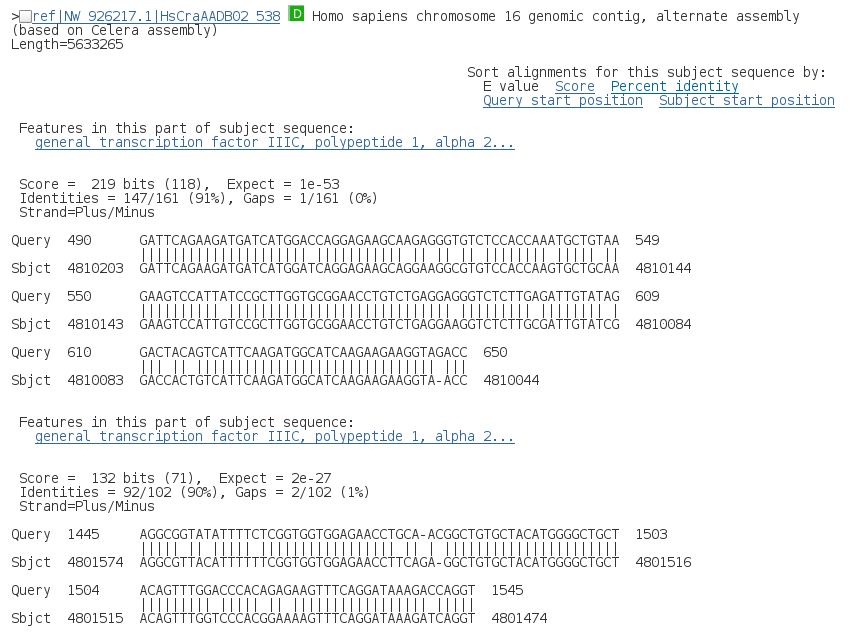 >ref|NW_926217.1|HsCraAADB02_538 D Homo sapiens chromosome 16 genomic contig, alternate assembly
(based on Celera assembly)
Length=5633265
Sort alignments for this subject sequence by:
E value Score Percent identity
Query start position Subject start position
Features in this part of subject sequence:
general transcription factor IIIC, polypeptide 1, alpha 2...
Score = 219 bits (118), Expect = 1e-53
Identities = 147/161 (91%), Gaps = 1/161 (0%)
Strand=Plus/Minus
Query 490 GATTCAGAAGATGATCATGGACCAGGAGAAGCAAGAGGGTGTCTCCACCAAATGCTGTAA 549
||||||||||||||||||||| ||||||||||| || || || |||||||| ||||| ||
Sbjct 4810203 GATTCAGAAGATGATCATGGATCAGGAGAAGCAGGAAGGCGTGTCCACCAAGTGCTGCAA 4810144
Query 550 GAAGTCCATTATCCGCTTGGTGCGGAACCTGTCTGAGGAGGGTCTCTTGAGATTGTATAG 609
|||||||||| |||||||||||||||||||||||||||| ||||||||| |||||||| |
Sbjct 4810143 GAAGTCCATTGTCCGCTTGGTGCGGAACCTGTCTGAGGAAGGTCTCTTGCGATTGTATCG 4810084
Query 610 GACTACAGTCATTCAAGATGGCATCAAGAAGAAGGTAGACC 650
||| || |||||||||||||||||||||||||||||| |||
Sbjct 4810083 GACCACTGTCATTCAAGATGGCATCAAGAAGAAGGTA-ACC 4810044
Features in this part of subject sequence:
general transcription factor IIIC, polypeptide 1, alpha 2...
Score = 132 bits (71), Expect = 2e-27
Identities = 92/102 (90%), Gaps = 2/102 (1%)
Strand=Plus/Minus
Query 1445 AGGCGGTATATTTTCTCGGTGGTGGAGAACCTGCA-ACGGCTGTGCTACATGGGGCTGCT 1503
||||| || ||||| |||||||||||||||||  || | ||||||||||||||||||||||
Sbjct 4801574 AGGCGTTACATTTTTTCGGTGGTGGAGAACCTTCAGA-GGCTGTGCTACATGGGGCTGCT 4801516
Query 1504 ACAGTTTGGACCCACAGAGAAGTTTCAGGATAAAGACCAGGT 1545
||||||||| ||||| || ||||||||||||||||| |||||
Sbjct 4801515 ACAGTTTGGTCCCACGGAAAAGTTTCAGGATAAAGATCAGGT 4801474